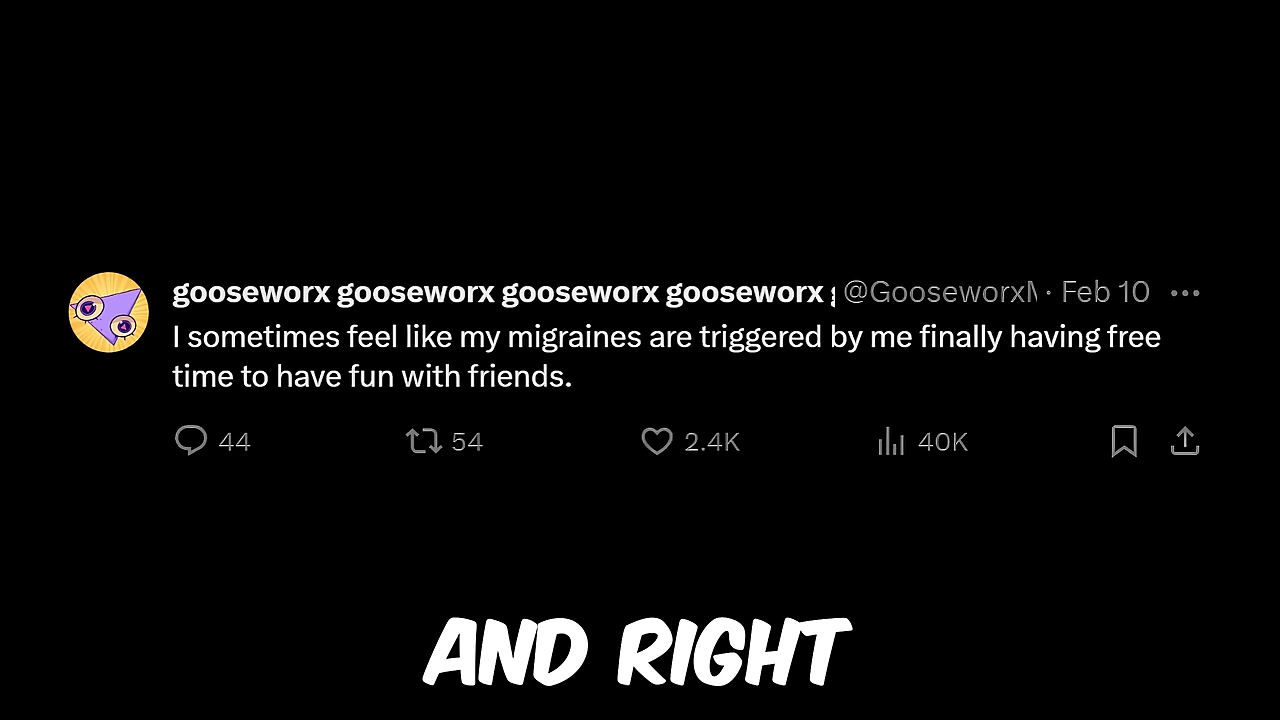 gooseworx gooseworx gooseworx gooseworx @Gooseworx · Feb 10 •••
I sometimes feel like my migraines are triggered by me finally having free
time to have fun with friends.
44 54 2.4K 40K
AND RIGHT